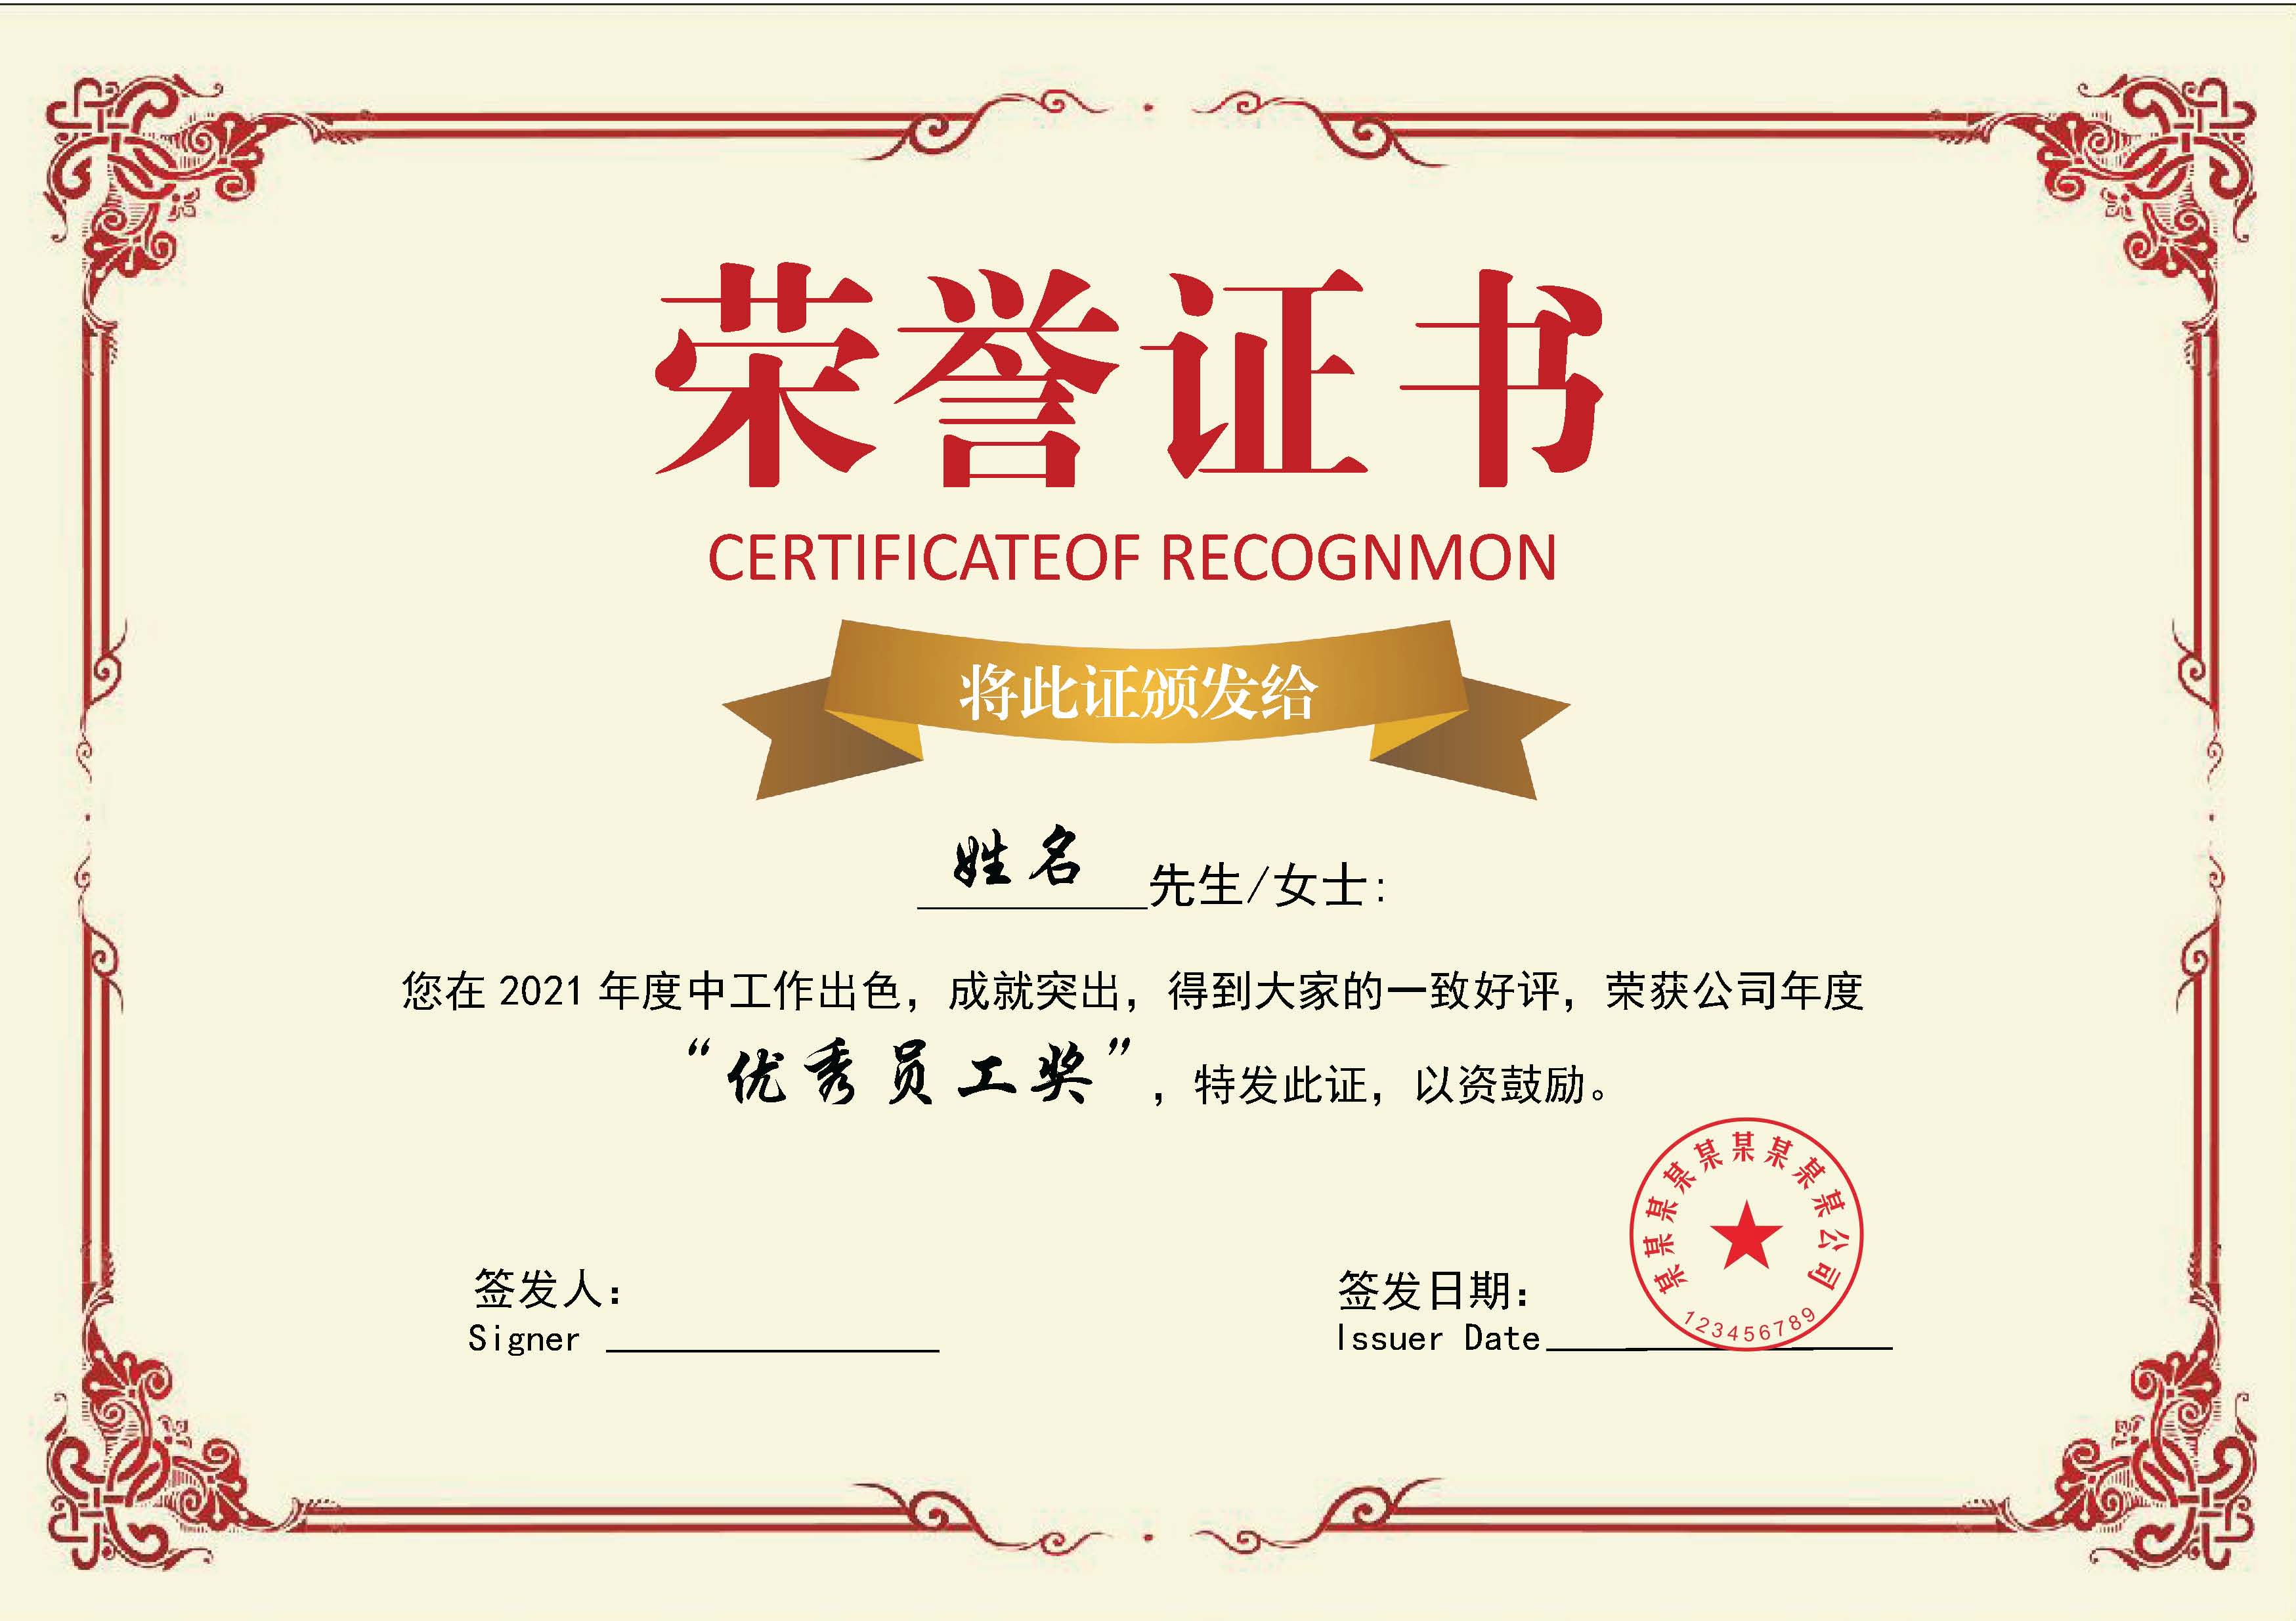 荣誉证书
CERTIFICATEOF RECOGNMON
将此证颁发给
姓名 先生/女士:
您在 2021 年度中工作出色，成就突出，得到大家的一致好评，荣获公司年度
“优秀员工奖”，特发此证，以资鼓励。
某某某某某某某某某公司
123456789
签发人：
Signer
签发日期：
Issuer Date